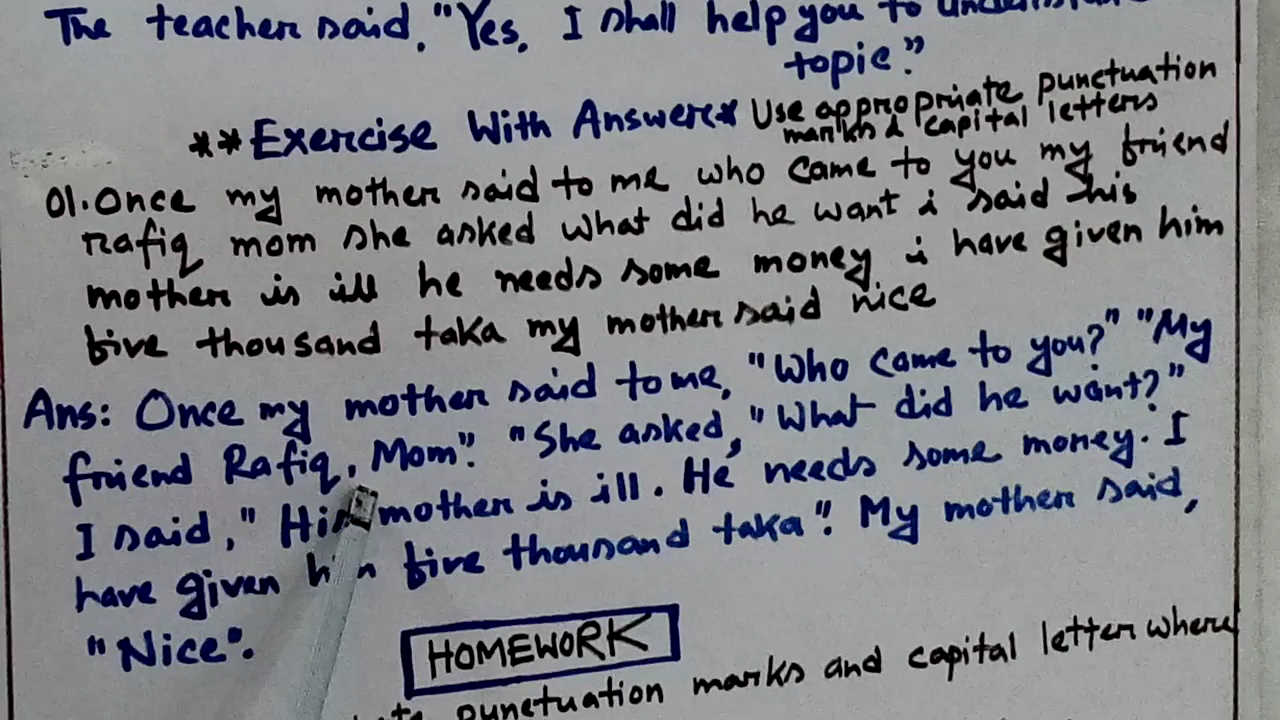 The teacher said, "Yes, I shall help you to
topic."
**Exercise With Answer* Use appropriate punctuation
marks & capital letters
01. Once my mother said to me who came to you my friend
rafiq mom she asked what did he want i said his
mother is ill he needs some money i have given him
five thousand taka my mother said nice
Ans: Once my mother said to me, "Who came to you?" "My
friend Rafiq, Mom". "She asked, "What did he want?"
I said, " His mother is ill. He needs some money. I
have given him five thousand taka". My mother said,
"Nice".
HOMEWORK
punctuation marks and capital letter where